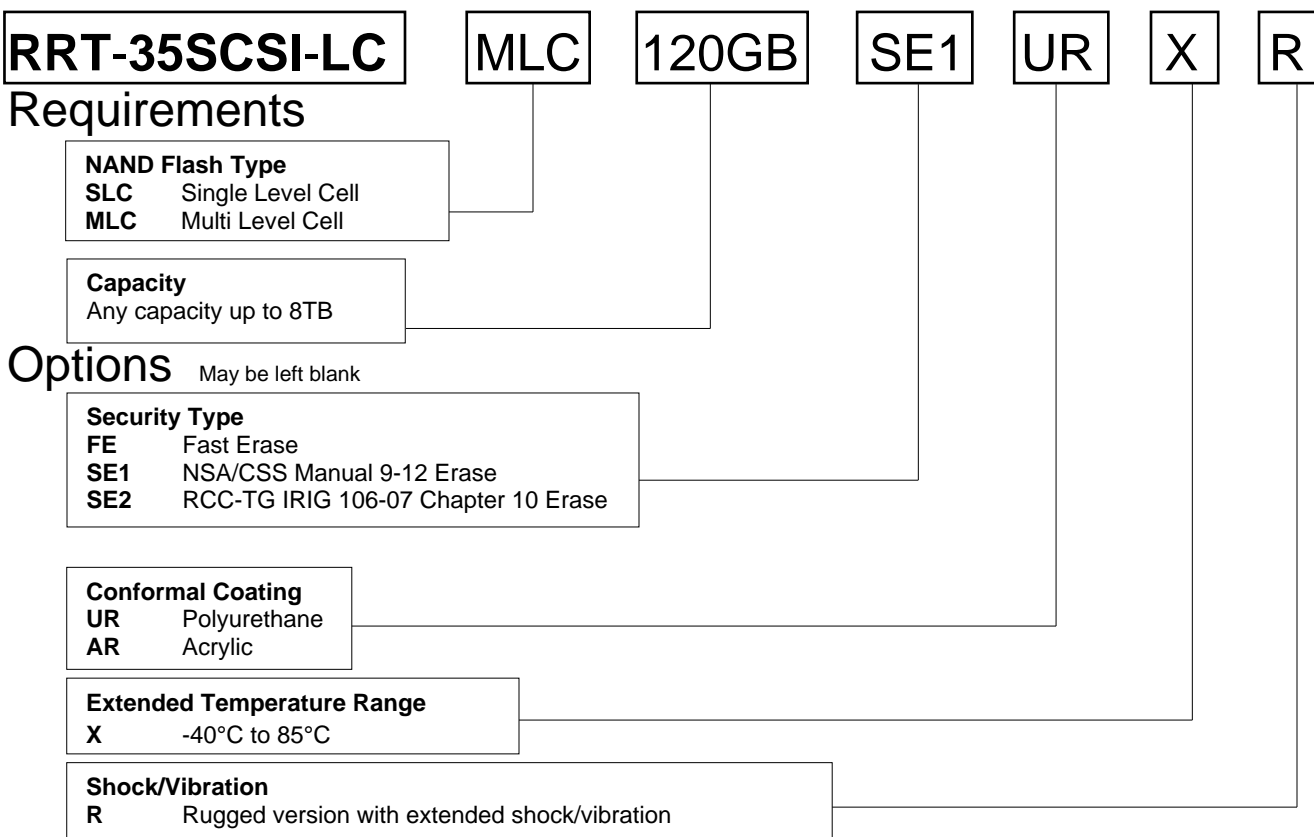 RRT-35SCSI-LC MLC 120GB SE1 UR X R
Requirements
NAND Flash Type
SLC Single Level Cell
MLC Multi Level Cell
Capacity
Any capacity up to 8TB
Options May be left blank
Security Type
FE Fast Erase
SE1 NSA/CSS Manual 9-12 Erase
SE2 RCC-TG IRIG 106-07 Chapter 10 Erase
Conformal Coating
UR Polyurethane
AR Acrylic
Extended Temperature Range
X -40°C to 85°C
Shock/Vibration
R Rugged version with extended shock/vibration